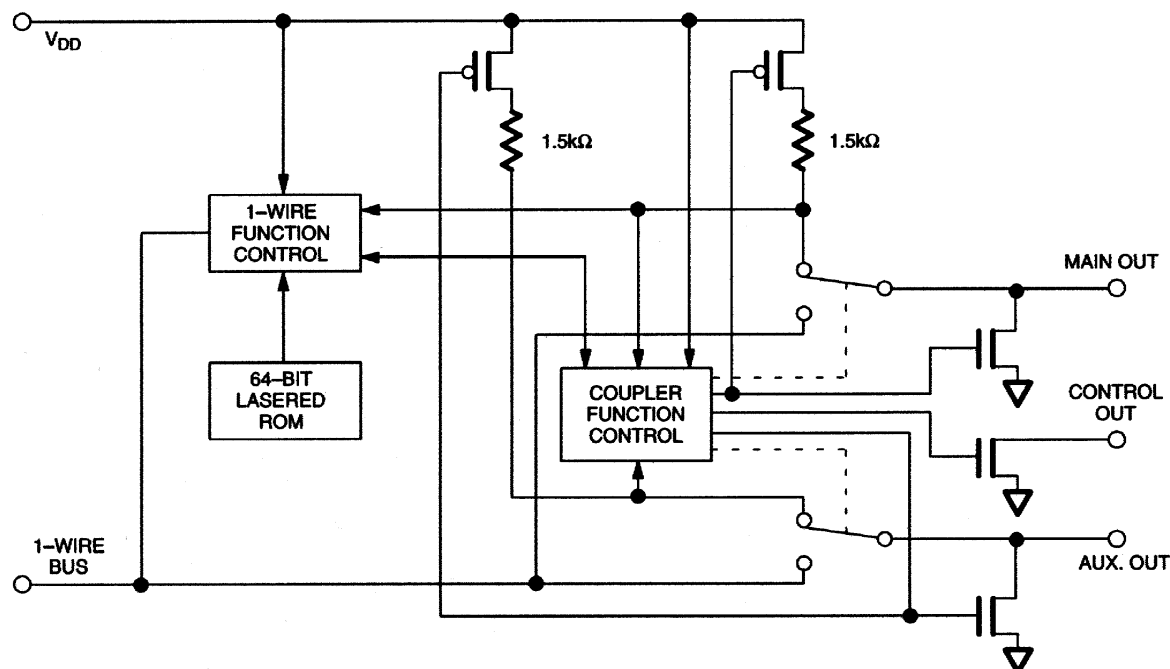 VDD
1.5kΩ
1.5kΩ
1–WIRE
FUNCTION
CONTROL
MAIN OUT
64–BIT
LASERED
ROM
COUPLER
FUNCTION
CONTROL
CONTROL
OUT
1–WIRE
BUS
AUX. OUT